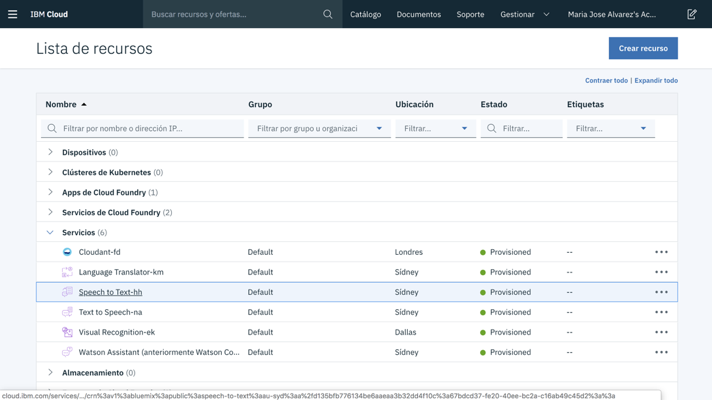 IBM Cloud
Buscar recursos y ofertas...
Catálogo
Documentos
Soporte
Gestionar
Maria Jose Alvarez's Ac...
Lista de recursos
Crear recurso
Contraer todo | Expandir todo
Nombre Grupo Ubicación Estado Etiquetas
Filtrar por nombre o dirección IP... Filtrar por grupo u organizaci Filtrar... Filtrar... Filtrar...
Dispositivos (0)
Clústeres de Kubernetes (0)
Apps de Cloud Foundry (1)
Servicios de Cloud Foundry (2)
Servicios (6)
Cloudant-fd Default Londres Provisioned --
Language Translator-km Default Sídney Provisioned --
Speech to Text-hh Default Sídney Provisioned --
Text to Speech-na Default Sídney Provisioned --
Visual Recognition-ek Default Dallas Provisioned --
Watson Assistant (anteriormente Watson Co... Default Sídney Provisioned --
Almacenamiento (0)
cloud.ibm.com/services/.../crn%3av1%3abluemix%3apublic%3aspeech-to-text%3aau-syd%3aa%2fd135bfb776134be6aaeaa3b32dd4f10c%3a67bdcd37-fe20-40ee-bc2a-c16ab49c45d2%3a%3a